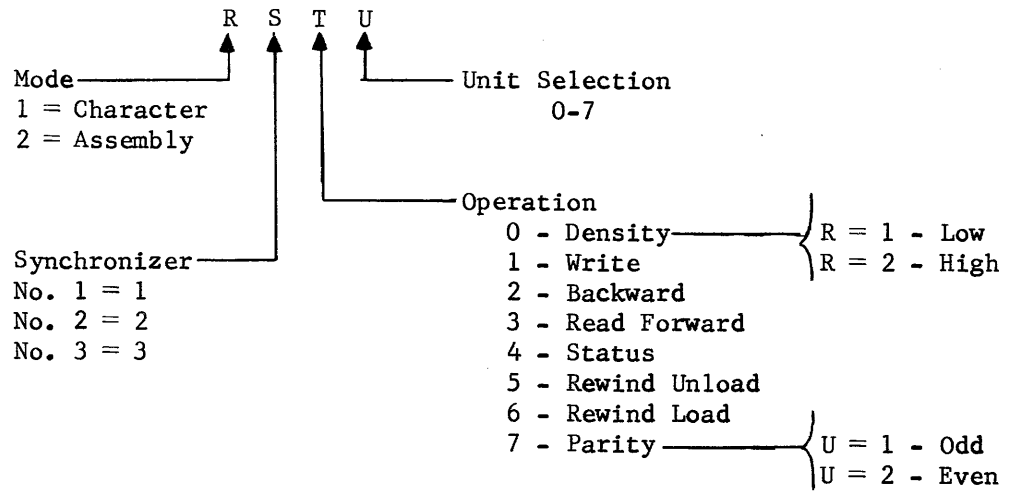 R S T U
Mode
1 = Character
2 = Assembly
Unit Selection
0-7
Synchronizer
No. 1 = 1
No. 2 = 2
No. 3 = 3
Operation
0 - Density
R = 1 - Low
R = 2 - High
1 - Write
2 - Backward
3 - Read Forward
4 - Status
5 - Rewind Unload
6 - Rewind Load
7 - Parity
U = 1 - Odd
U = 2 - Even